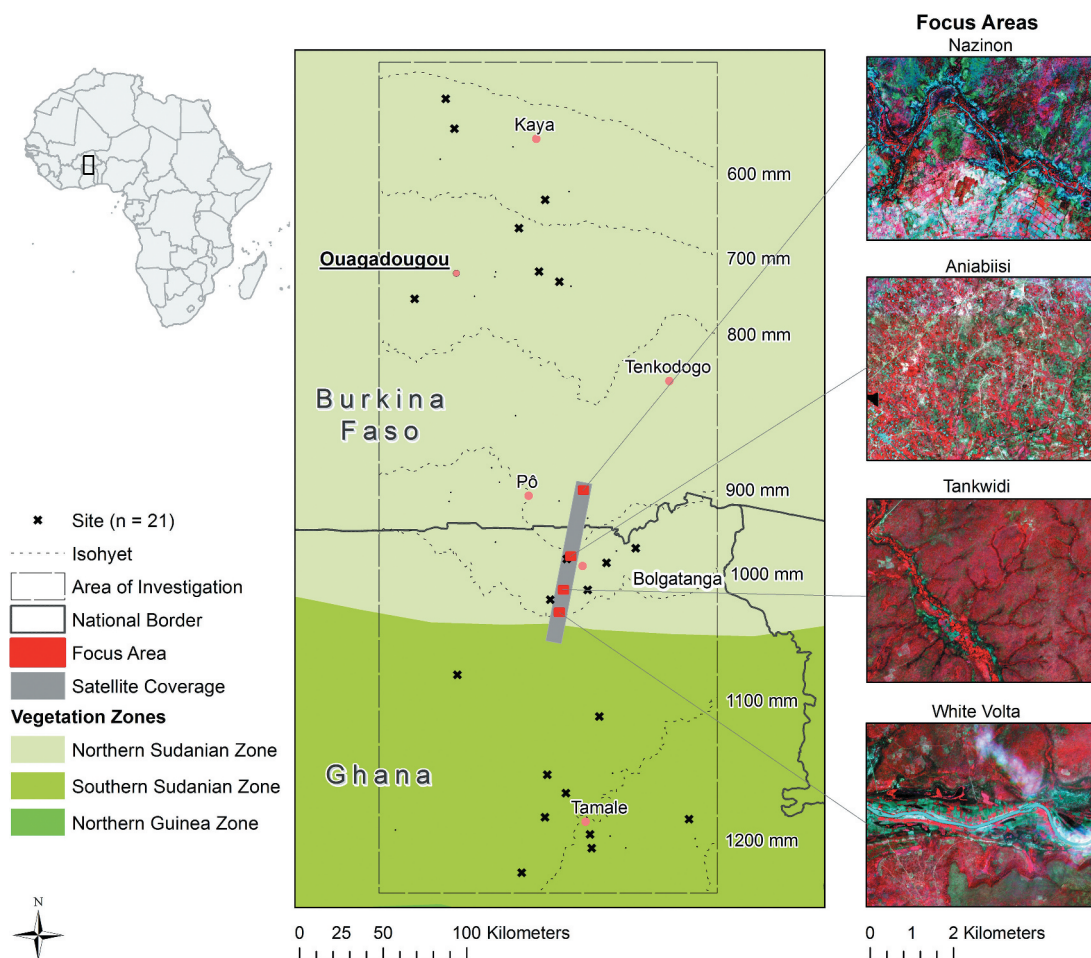 Focus Areas
Nazinon
Kaya
600 mm
700 mm
Ouagadougou
Aniabiisi
800 mm
Tenkodogo
Burkina
Faso
Pô
900 mm
Tankwidi
Bolgatanga
1000 mm
1100 mm
White Volta
Ghana
Tamale
1200 mm
Site (n = 21)
Isohyet
Area of Investigation
National Border
Focus Area
Satellite Coverage
Vegetation Zones
Northern Sudanian Zone
Southern Sudanian Zone
Northern Guinea Zone
N
0 25 50 100 Kilometers
0 1 2 Kilometers